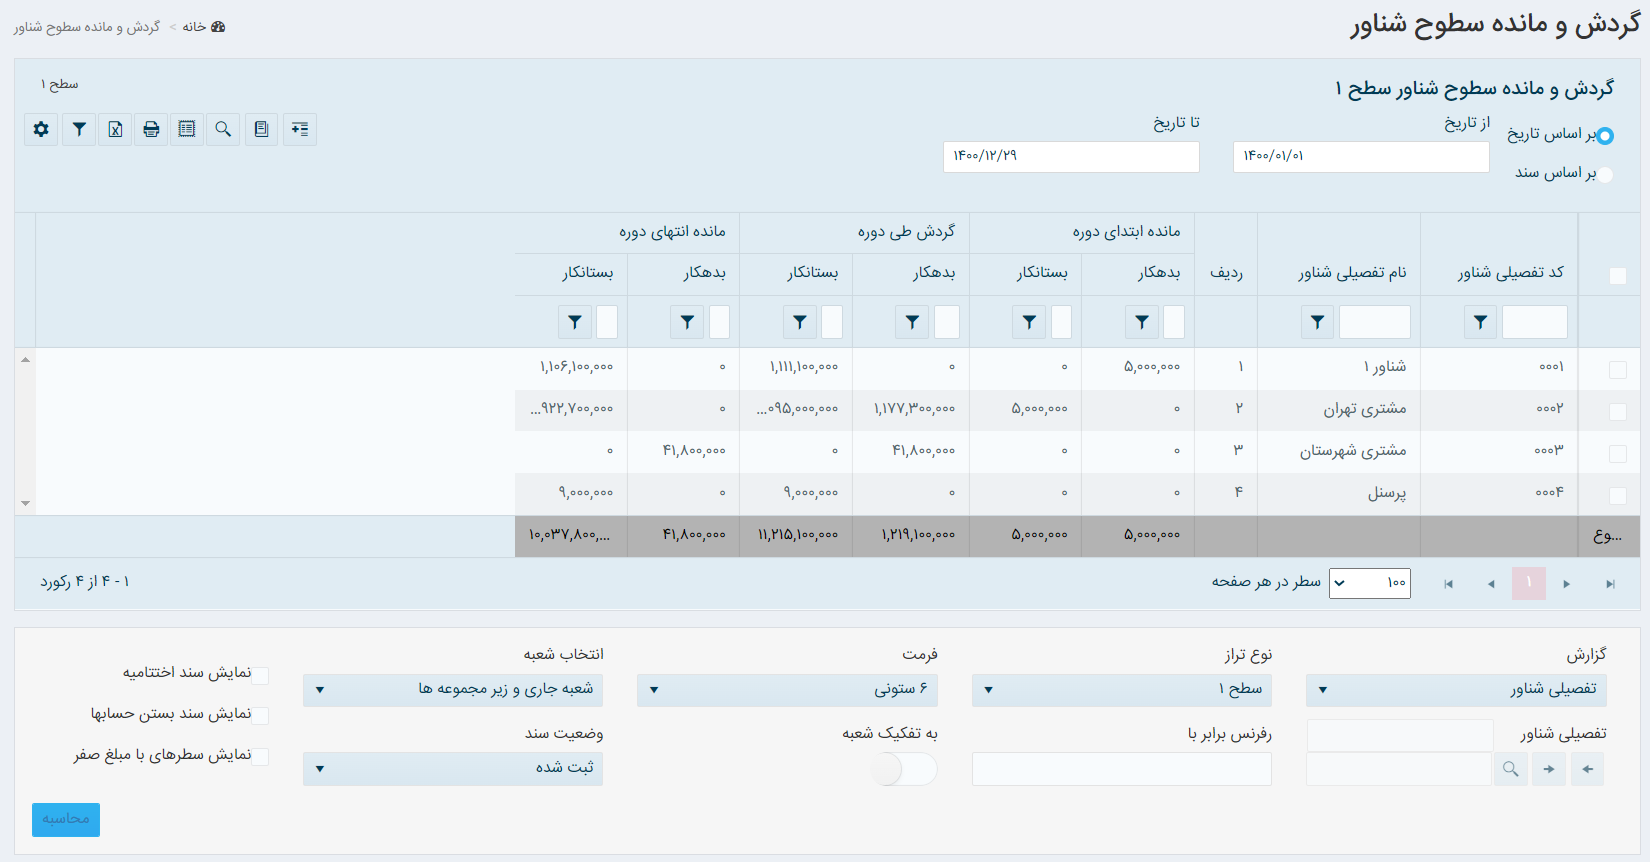 گردش و مانده سطوح شناور
خانه > گردش و مانده سطوح شناور
گردش و مانده سطوح شناور سطح ۱
سطح ۱
بر اساس تاریخ
بر اساس سند
از تاریخ
۱۴۰۰/۰۱/۰۱
تا تاریخ
۱۴۰۰/۱۲/۲۹
کد تفصیلی شناور نام تفصیلی شناور ردیف مانده ابتدای دوره گردش طی دوره مانده انتهای دوره
بدهکار بستانکار بدهکار بستانکار بدهکار بستانکار
۰۰۰۱ شناور ۱ ۱ ۵,۰۰۰,۰۰۰ ۰ ۰ ۱,۱۱۱,۱۰۰,۰۰۰ ۰ ۱,۱۰۶,۱۰۰,۰۰۰
۰۰۰۲ مشتری تهران ۲ ۰ ۵,۰۰۰,۰۰۰ ۱,۱۷۷,۳۰۰,۰۰۰ ...۰۹۵,۰۰۰,۰۰۰ ۰ ...۹۲۲,۷۰۰,۰۰۰
۰۰۰۳ مشتری شهرستان ۳ ۰ ۰ ۴۱,۸۰۰,۰۰۰ ۰ ۴۱,۸۰۰,۰۰۰ ۰
۰۰۰۴ پرسنل ۴ ۰ ۰ ۰ ۹,۰۰۰,۰۰۰ ۰ ۹,۰۰۰,۰۰۰
...وع ۵,۰۰۰,۰۰۰ ۵,۰۰۰,۰۰۰ ۱,۲۱۹,۱۰۰,۰۰۰ ۱۱,۲۱۵,۱۰۰,۰۰۰ ۴۱,۸۰۰,۰۰۰ ۱۰,۰۳۷,۸۰۰,...
۱
۱۰۰ سطر در هر صفحه
۱ - ۴ از ۴ رکورد
گزارش
تفصیلی شناور
نوع تراز
سطح ۱
فرمت
۶ ستونی
انتخاب شعبه
شعبه جاری و زیر مجموعه ها
تفصیلی شناور
رفرنس برابر با
به تفکیک شعبه
وضعیت سند
ثبت شده
نمایش سند اختتامیه
نمایش سند بستن حسابها
نمایش سطرهای با مبلغ صفر
محاسبه